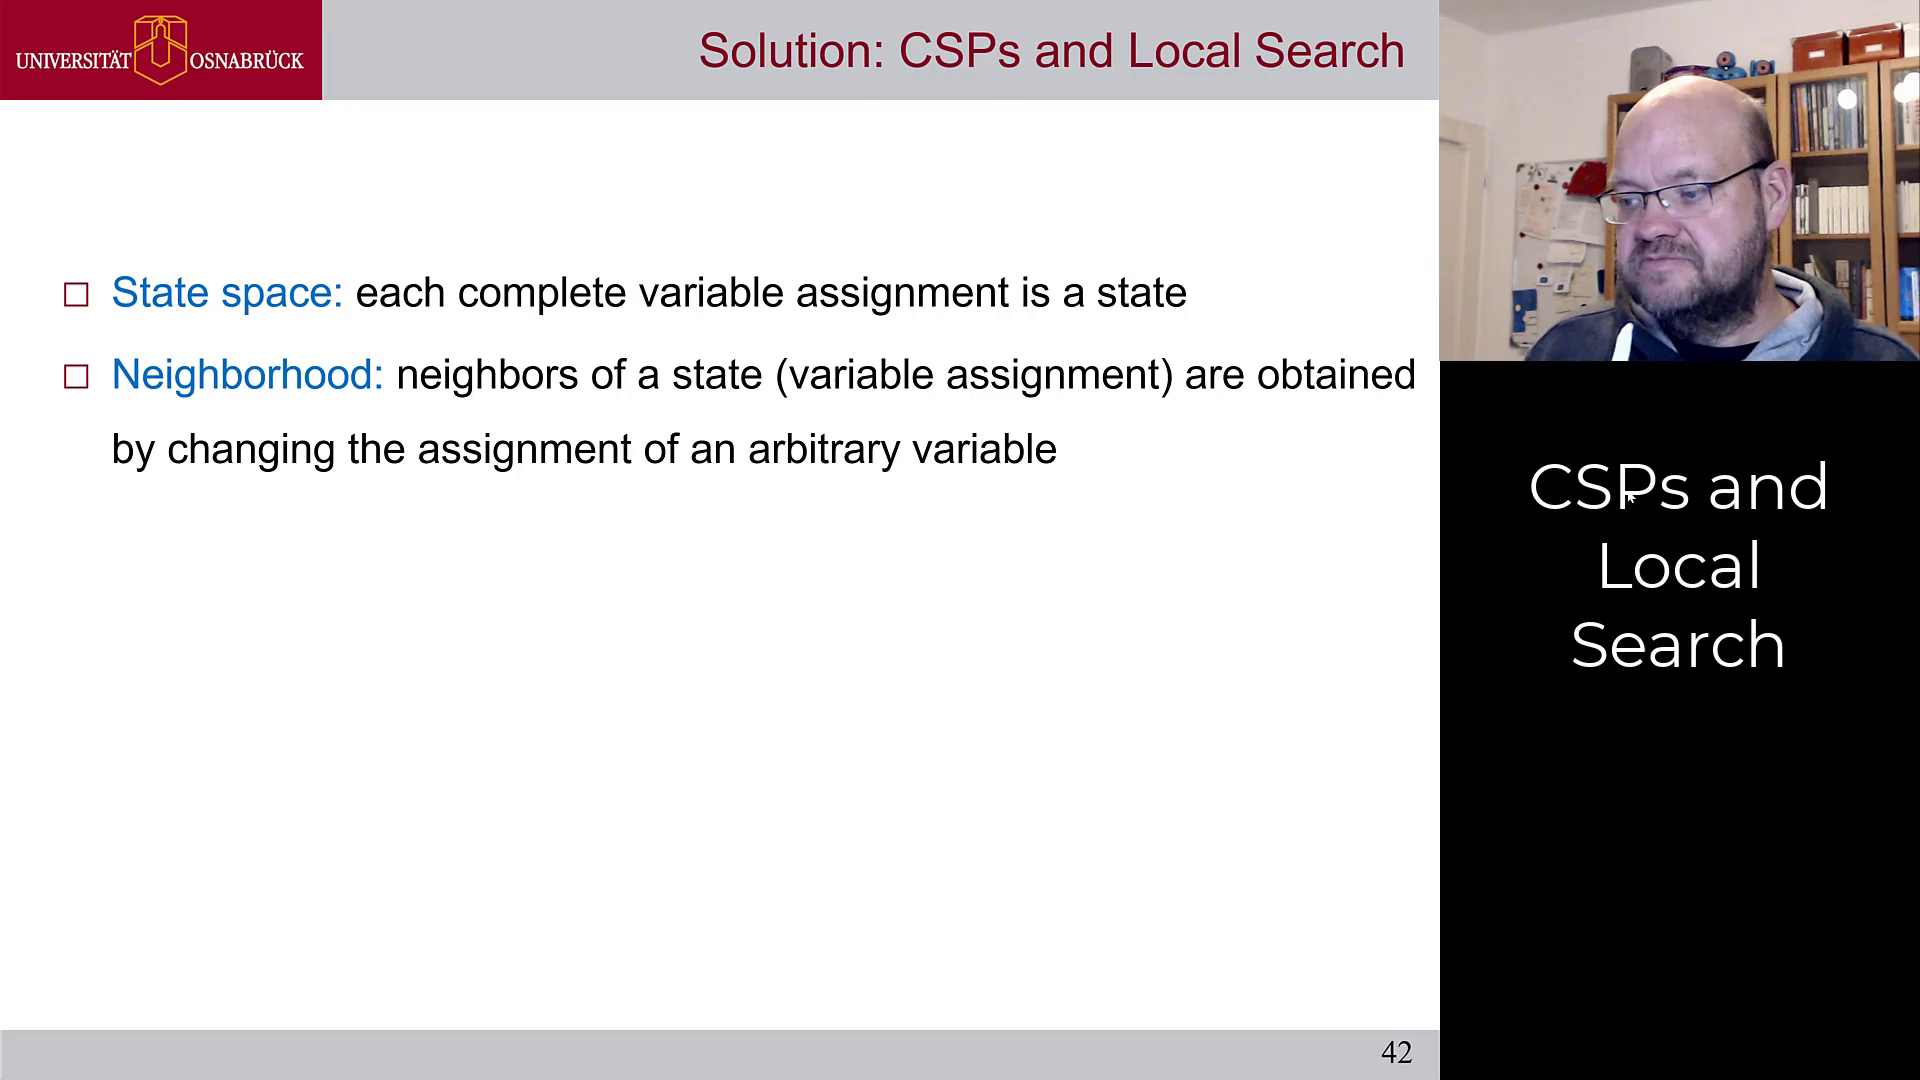 UNIVERSITÄT OSNABRÜCK
Solution: CSPs and Local Search
State space: each complete variable assignment is a state
Neighborhood: neighbors of a state (variable assignment) are obtained
by changing the assignment of an arbitrary variable
42
CSPs and
Local
Search